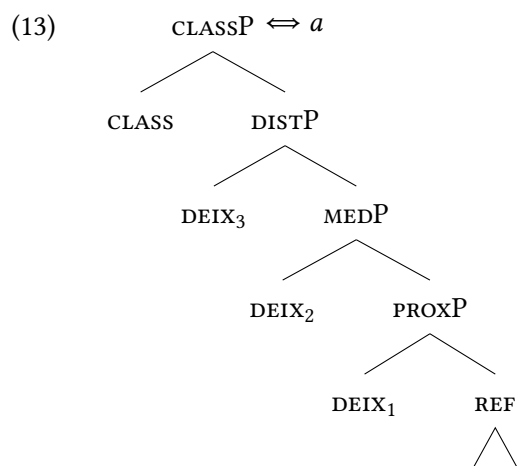 (13) CLASSP ⇔ a
CLASS DISTP
DEIX₃ MEDP
DEIX₂ PROXP
DEIX₁ REF